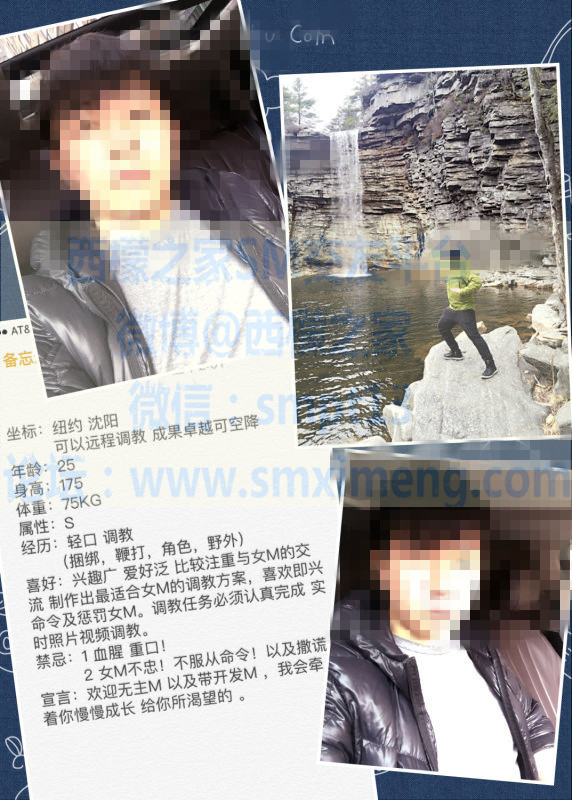 Com
西檬之家SM交友平台
微博@西檬之家
AT&
备忘
坐标：纽约 沈阳
可以远程调教 成果卓越可空降
年龄：25
身高：175
体重：75KG
属性：S
经历：轻口 调教
（捆绑，鞭打，角色，野外）
喜好：兴趣广 爱好泛 比较注重与女M的交
流 制作出最适合女M的调教方案，喜欢即兴
命令及惩罚女M。调教任务必须认真完成 实
时照片视频调教。
禁忌：1 血腥 重口！
2 女M不忠！不服从命令！以及撒谎
宣言：欢迎无主M 以及带开发M ，我会牵
着你慢慢成长 给你所渴望的 。
www.smximeng.com